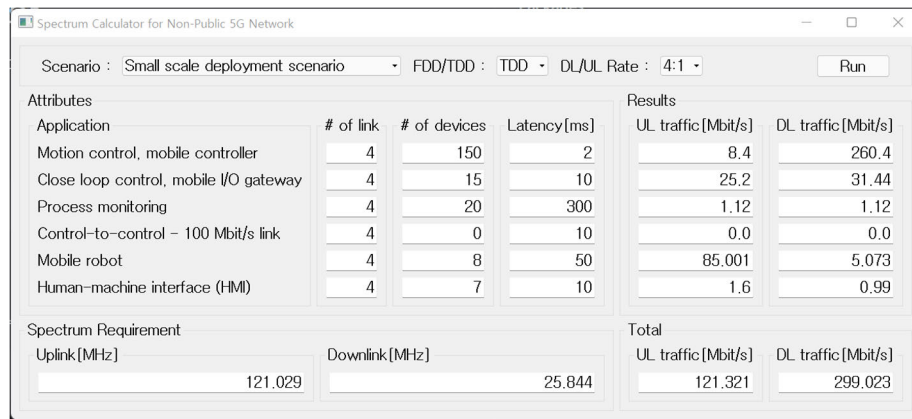 Spectrum Calculator for Non-Public 5G Network
Scenario : Small scale deployment scenario FDD/TDD : TDD DL/UL Rate : 4:1 Run
Attributes Results
Application # of link # of devices Latency[ms] UL traffic[Mbit/s] DL traffic[Mbit/s]
Motion control, mobile controller 4 150 2 8.4 260.4
Close loop control, mobile I/O gateway 4 15 10 25.2 31.44
Process monitoring 4 20 300 1.12 1.12
Control-to-control - 100 Mbit/s link 4 0 10 0.0 0.0
Mobile robot 4 8 50 85.001 5.073
Human-machine interface (HMI) 4 7 10 1.6 0.99
Spectrum Requirement Total
Uplink[MHz] Downlink[MHz] UL traffic[Mbit/s] DL traffic[Mbit/s]
121.029 25.844 121.321 299.023